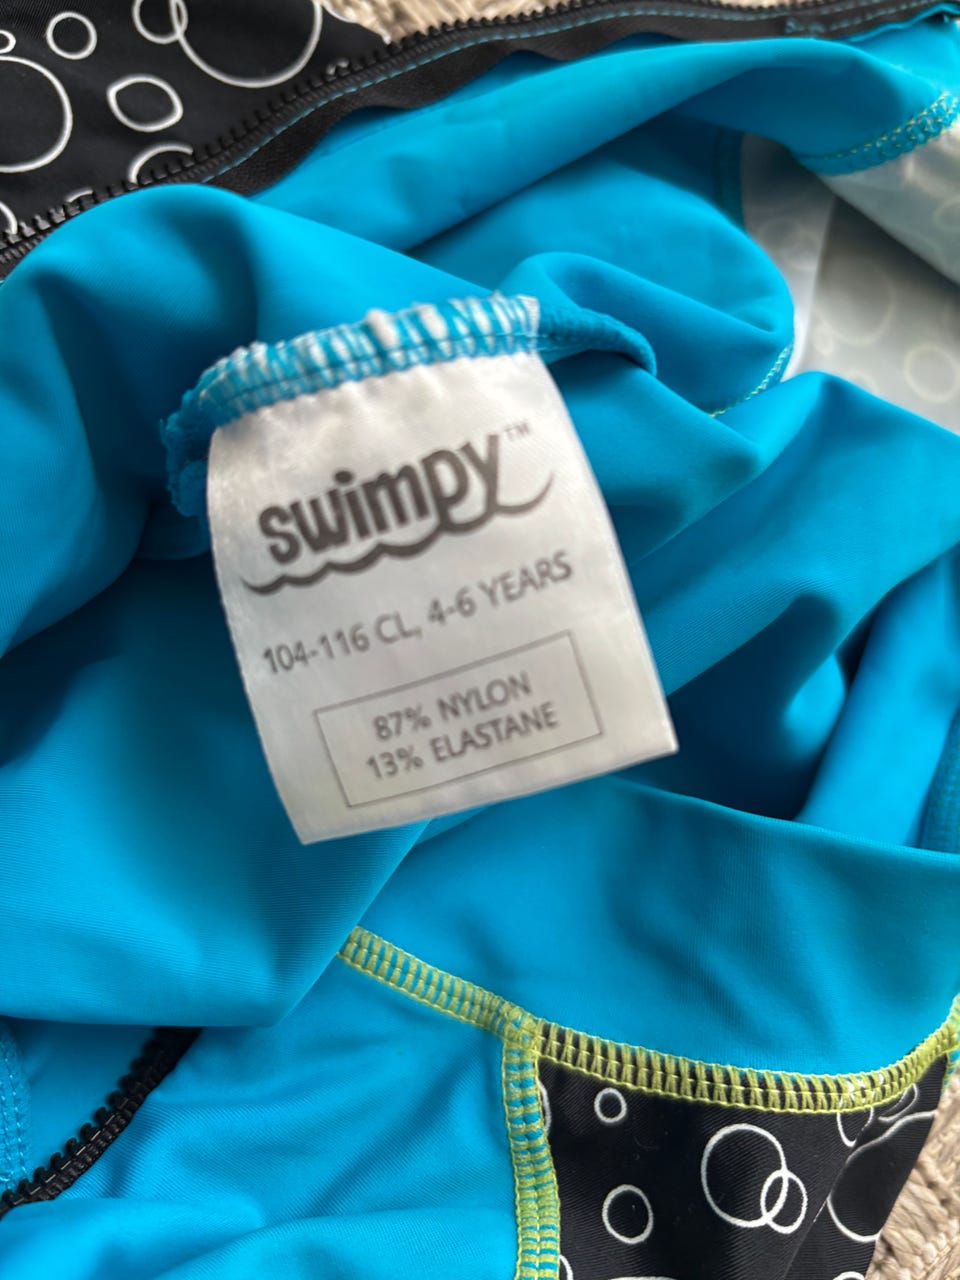 swimpy™
104-116 CL, 4-6 YEARS
87% NYLON
13% ELASTANE